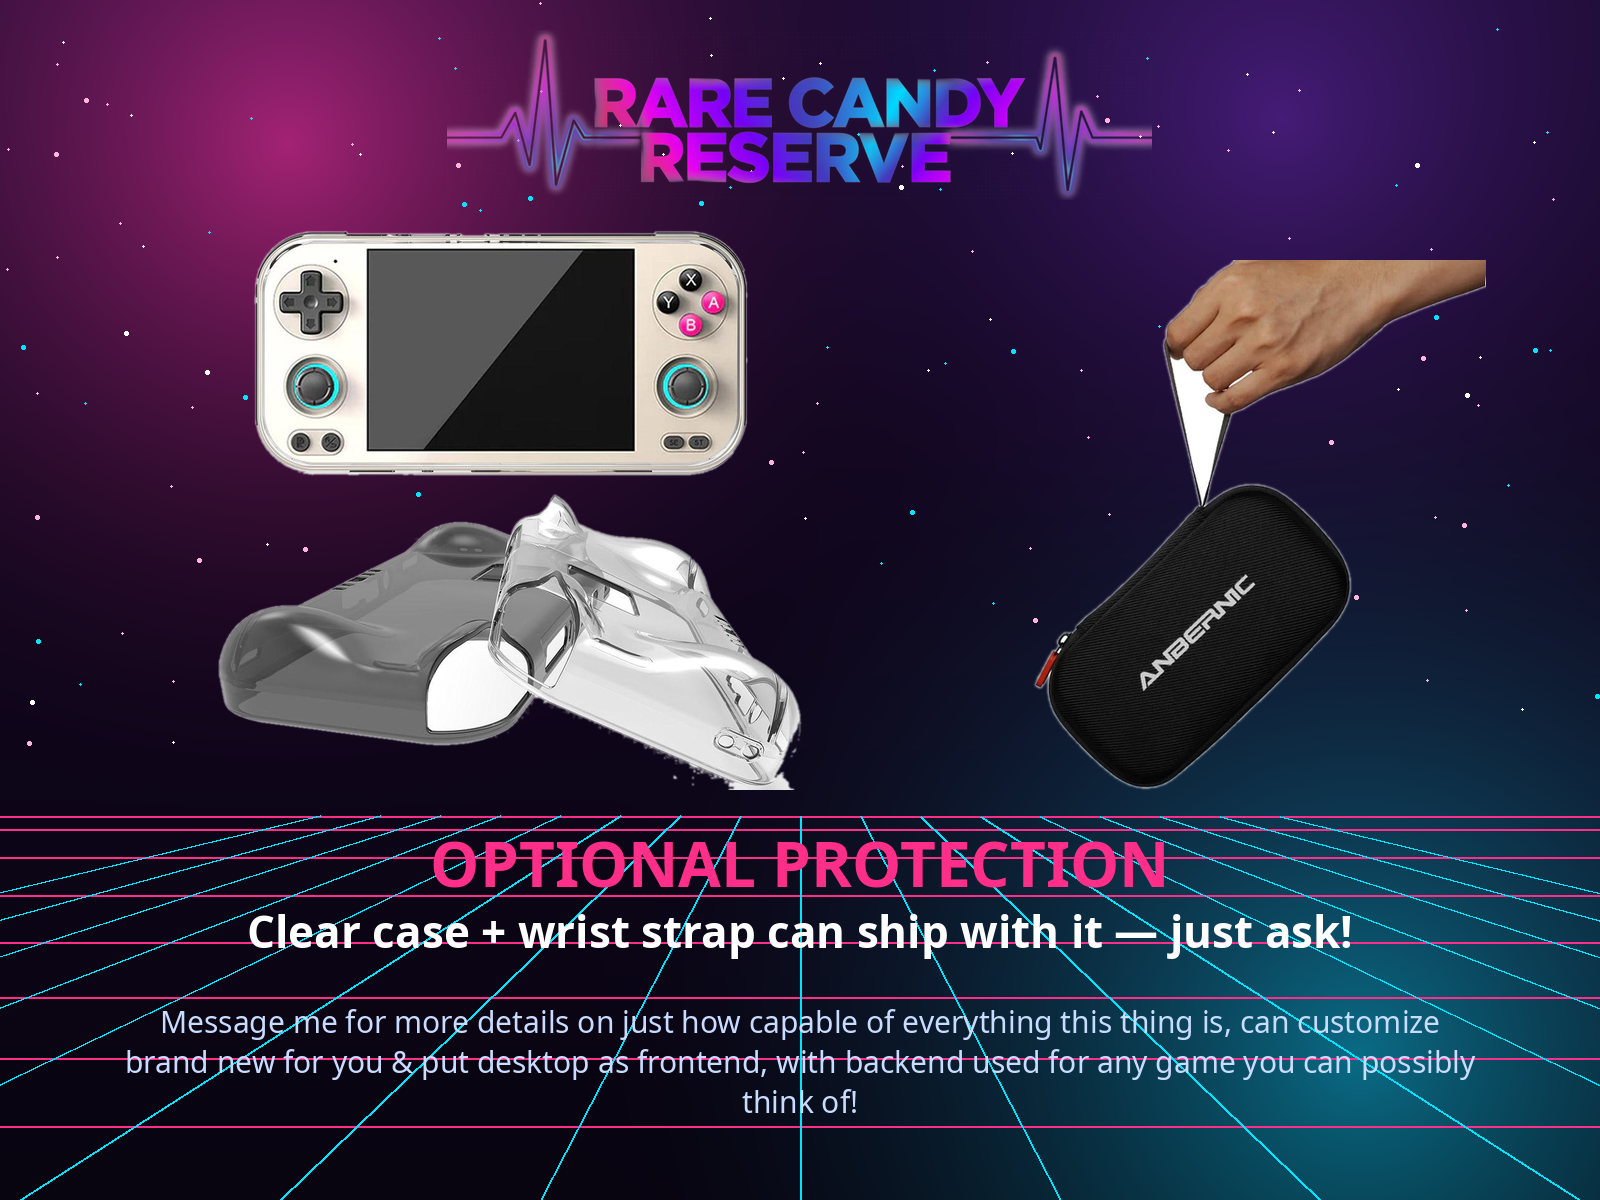 RARE CANDY
RESERVE
X
Y
A
B
SE
ST
ANBERNIC
OPTIONAL PROTECTION
Clear case + wrist strap can ship with it — just ask!
Message me for more details on just how capable of everything this thing is, can customize
brand new for you & put desktop as frontend, with backend used for any game you can possibly
think of!